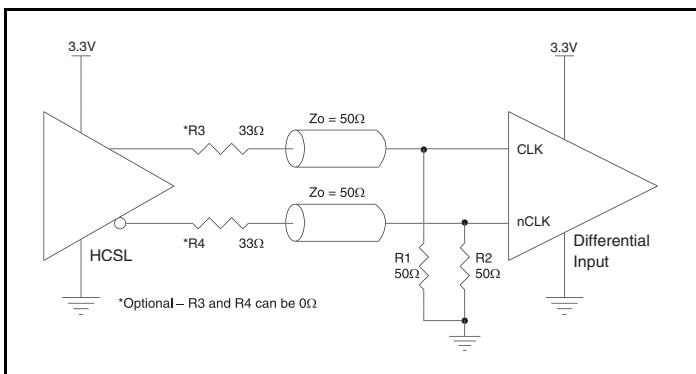 3.3V
3.3V
*R3 33Ω
Zo = 50Ω
CLK
Zo = 50Ω
nCLK
*R4 33Ω
HCSL
R1
50Ω
R2
50Ω
Differential
Input
*Optional – R3 and R4 can be 0Ω